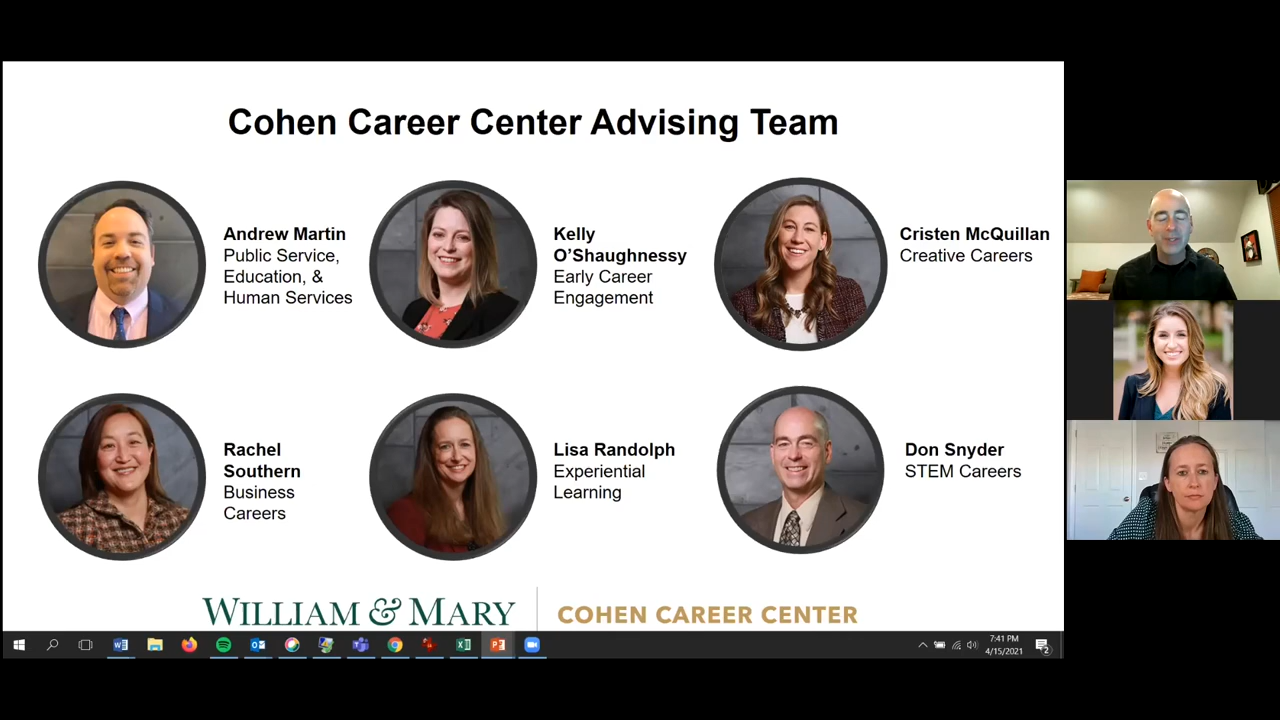 Cohen Career Center Advising Team
Andrew Martin
Public Service,
Education, &
Human Services
Kelly
O’Shaughnessy
Early Career
Engagement
Cristen McQuillan
Creative Careers
Rachel
Southern
Business
Careers
Lisa Randolph
Experiential
Learning
Don Snyder
STEM Careers
WILLIAM & MARY
COHEN CAREER CENTER
7:41 PM
4/15/2021
2